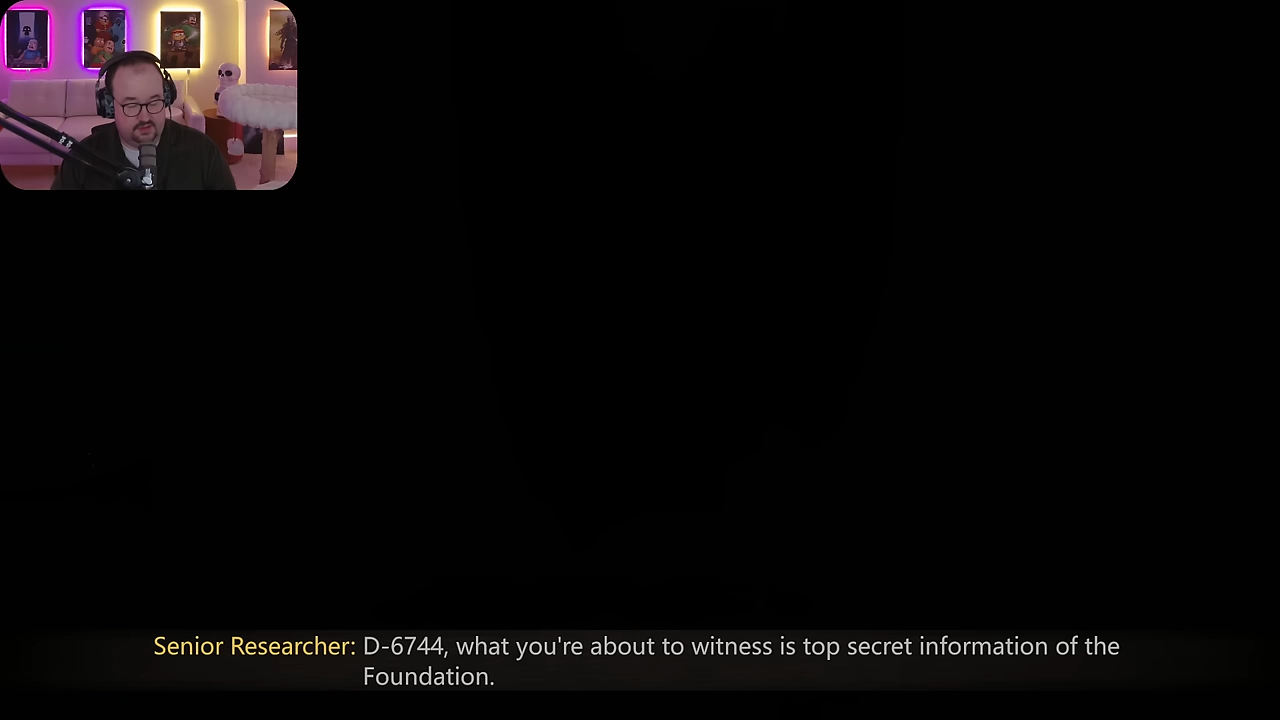 Senior Researcher: D-6744, what you're about to witness is top secret information of the
Foundation.